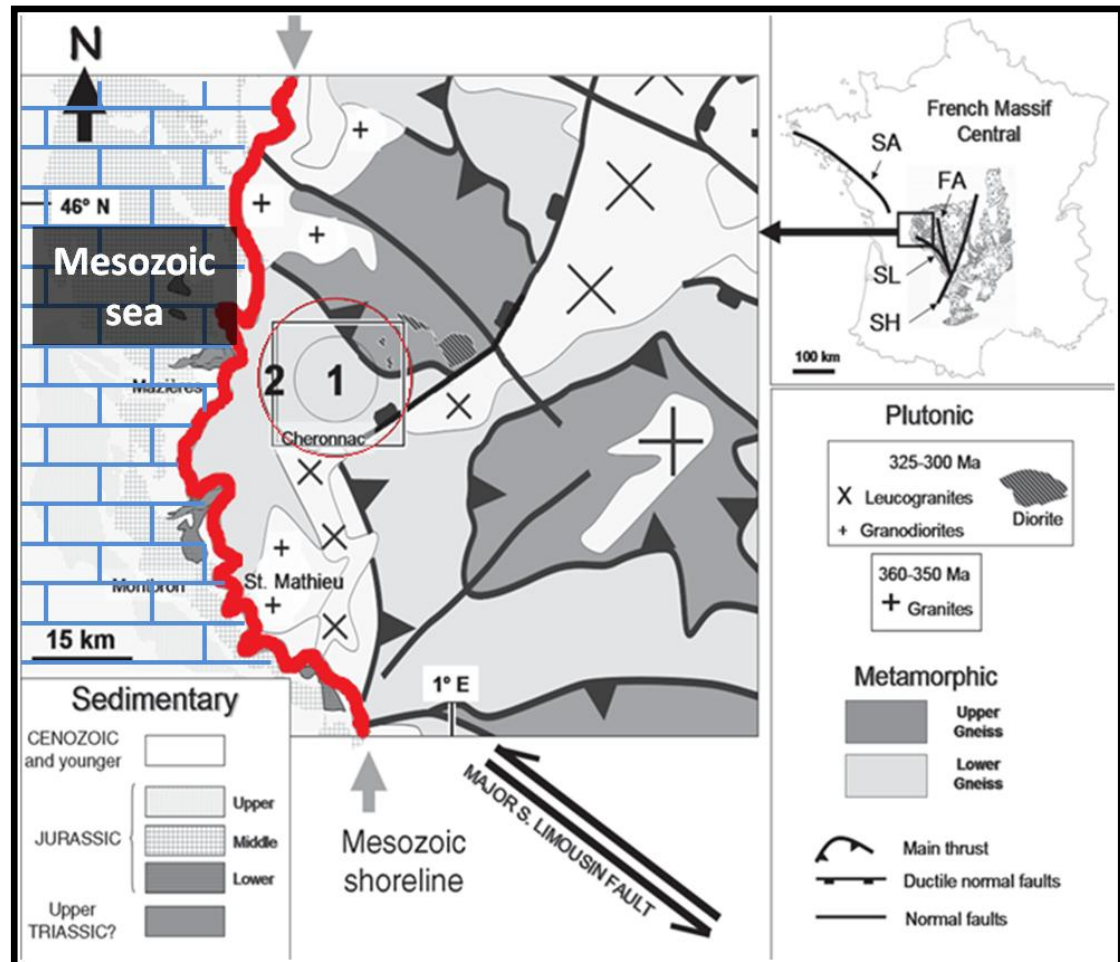 N
46° N
Mesozoic
sea
Mazières
2
1
Cheronnac
St. Mathieu
Montbron
15 km
1° E
Sedimentary
CENOZOIC
and younger
JURASSIC
Upper
Middle
Lower
Upper
TRIASSIC?
Mesozoic
shoreline
MAJOR S. LIMOUSIN FAULT
French Massif
Central
SA
FA
SL
SH
100 km
Plutonic
325-300 Ma
X Leucogranites
+ Granodiorites
Diorite
360-350 Ma
+ Granites
Metamorphic
Upper
Gneiss
Lower
Gneiss
Main thrust
Ductile normal faults
Normal faults